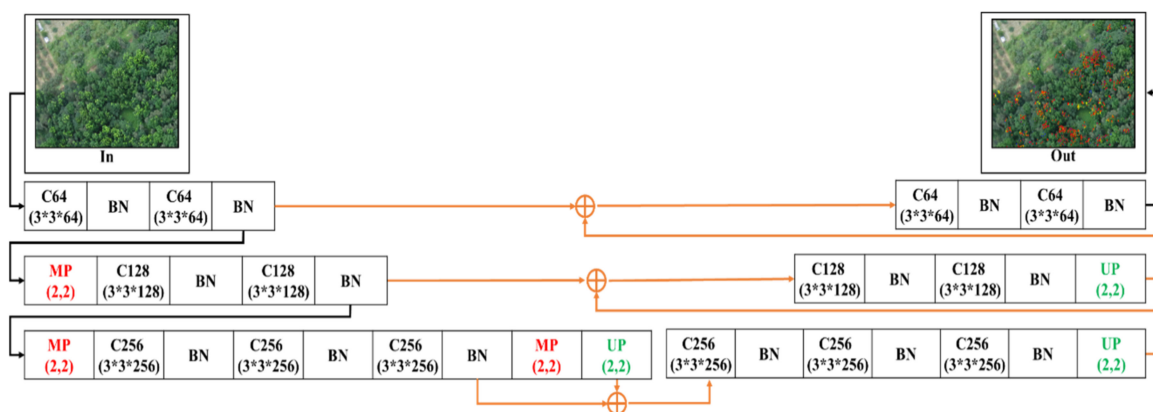 In
Out
C64 BN C64 BN
(3*3*64) (3*3*64)
C64 BN C64 BN
(3*3*64) (3*3*64)
MP C128 BN C128 BN
(2,2) (3*3*128) (3*3*128)
C128 BN C128 BN UP
(3*3*128) (3*3*128) (2,2)
MP C256 BN C256 BN C256 BN MP UP
(2,2) (3*3*256) (3*3*256) (3*3*256) (2,2) (2,2)
C256 BN C256 BN C256 BN UP
(3*3*256) (3*3*256) (3*3*256) (2,2)